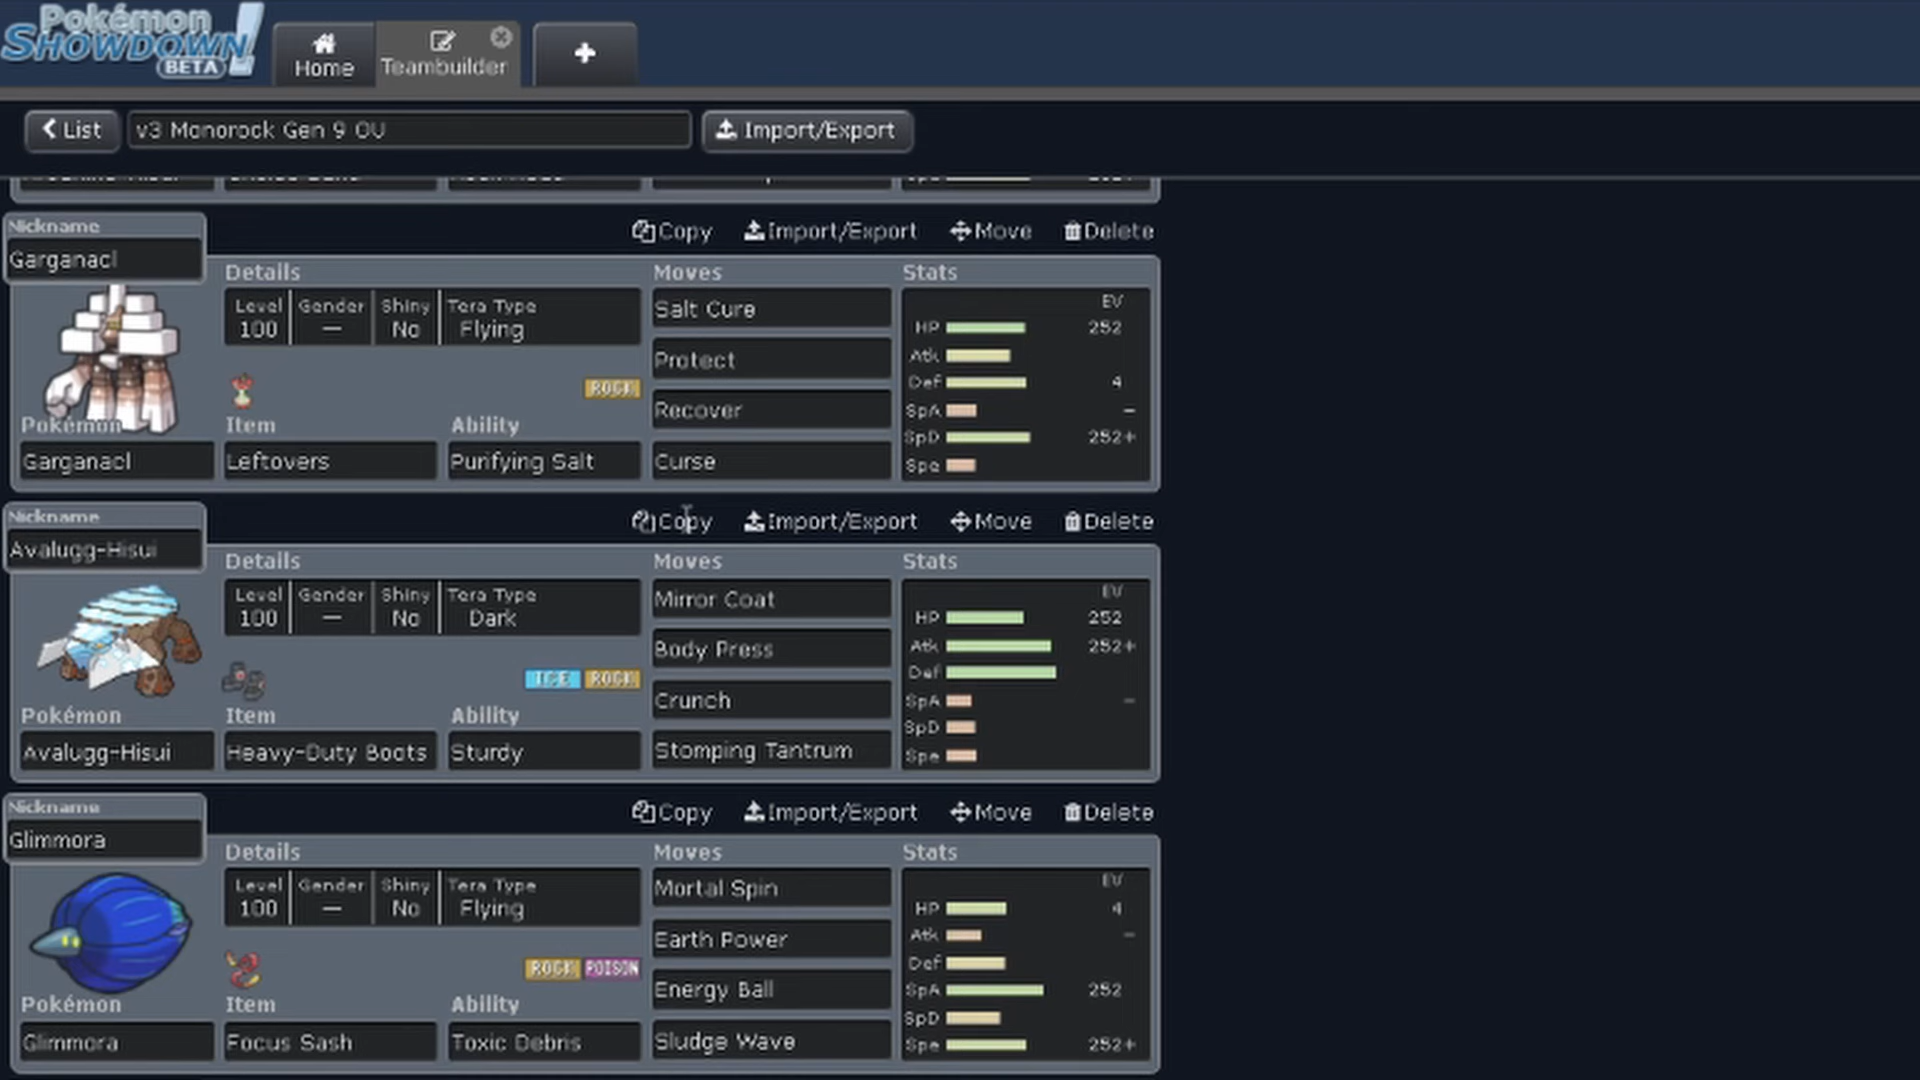 Pokémon
SHOWDOWN!
BETA
Home
Teambuilder
List
v3 Monorock Gen 9 OU
Import/Export
Nickname
Garganacl
Copy
Import/Export
Move
Delete
Details
Moves
Stats
Level
100
Gender
—
Shiny
No
Tera Type
Flying
ROCK
Pokémon
Garganacl
Item
Leftovers
Ability
Purifying Salt
Salt Cure
Protect
Recover
Curse
EV
HP 252
Atk
Def 4
SpA –
SpD 252+
Spe
Nickname
Avalugg-Hisui
Copy
Import/Export
Move
Delete
Details
Moves
Stats
Level
100
Gender
—
Shiny
No
Tera Type
Dark
ICE ROCK
Pokémon
Avalugg-Hisui
Item
Heavy-Duty Boots
Ability
Sturdy
Mirror Coat
Body Press
Crunch
Stomping Tantrum
EV
HP 252
Atk 252+
Def
SpA –
SpD
Spe
Nickname
Glimmora
Copy
Import/Export
Move
Delete
Details
Moves
Stats
Level
100
Gender
—
Shiny
No
Tera Type
Flying
ROCK POISON
Pokémon
Glimmora
Item
Focus Sash
Ability
Toxic Debris
Mortal Spin
Earth Power
Energy Ball
Sludge Wave
EV
HP 4
Atk –
Def
SpA 252
SpD
Spe 252+